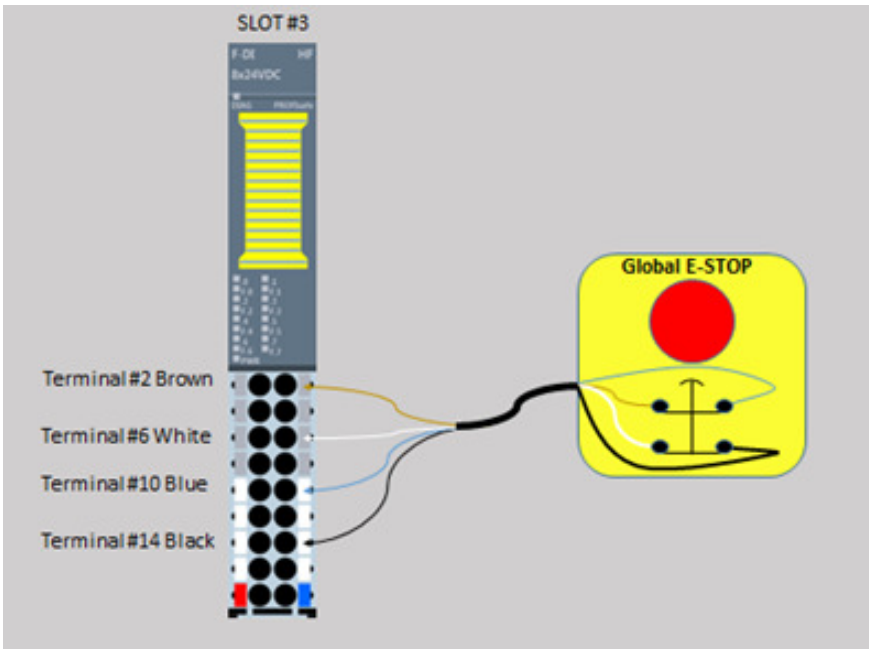 SLOT #3
F-DI HF
8x24VDC
DIAG PROFIsafe
Global E-STOP
PWR
Terminal #2 Brown
Terminal #6 White
Terminal #10 Blue
Terminal #14 Black